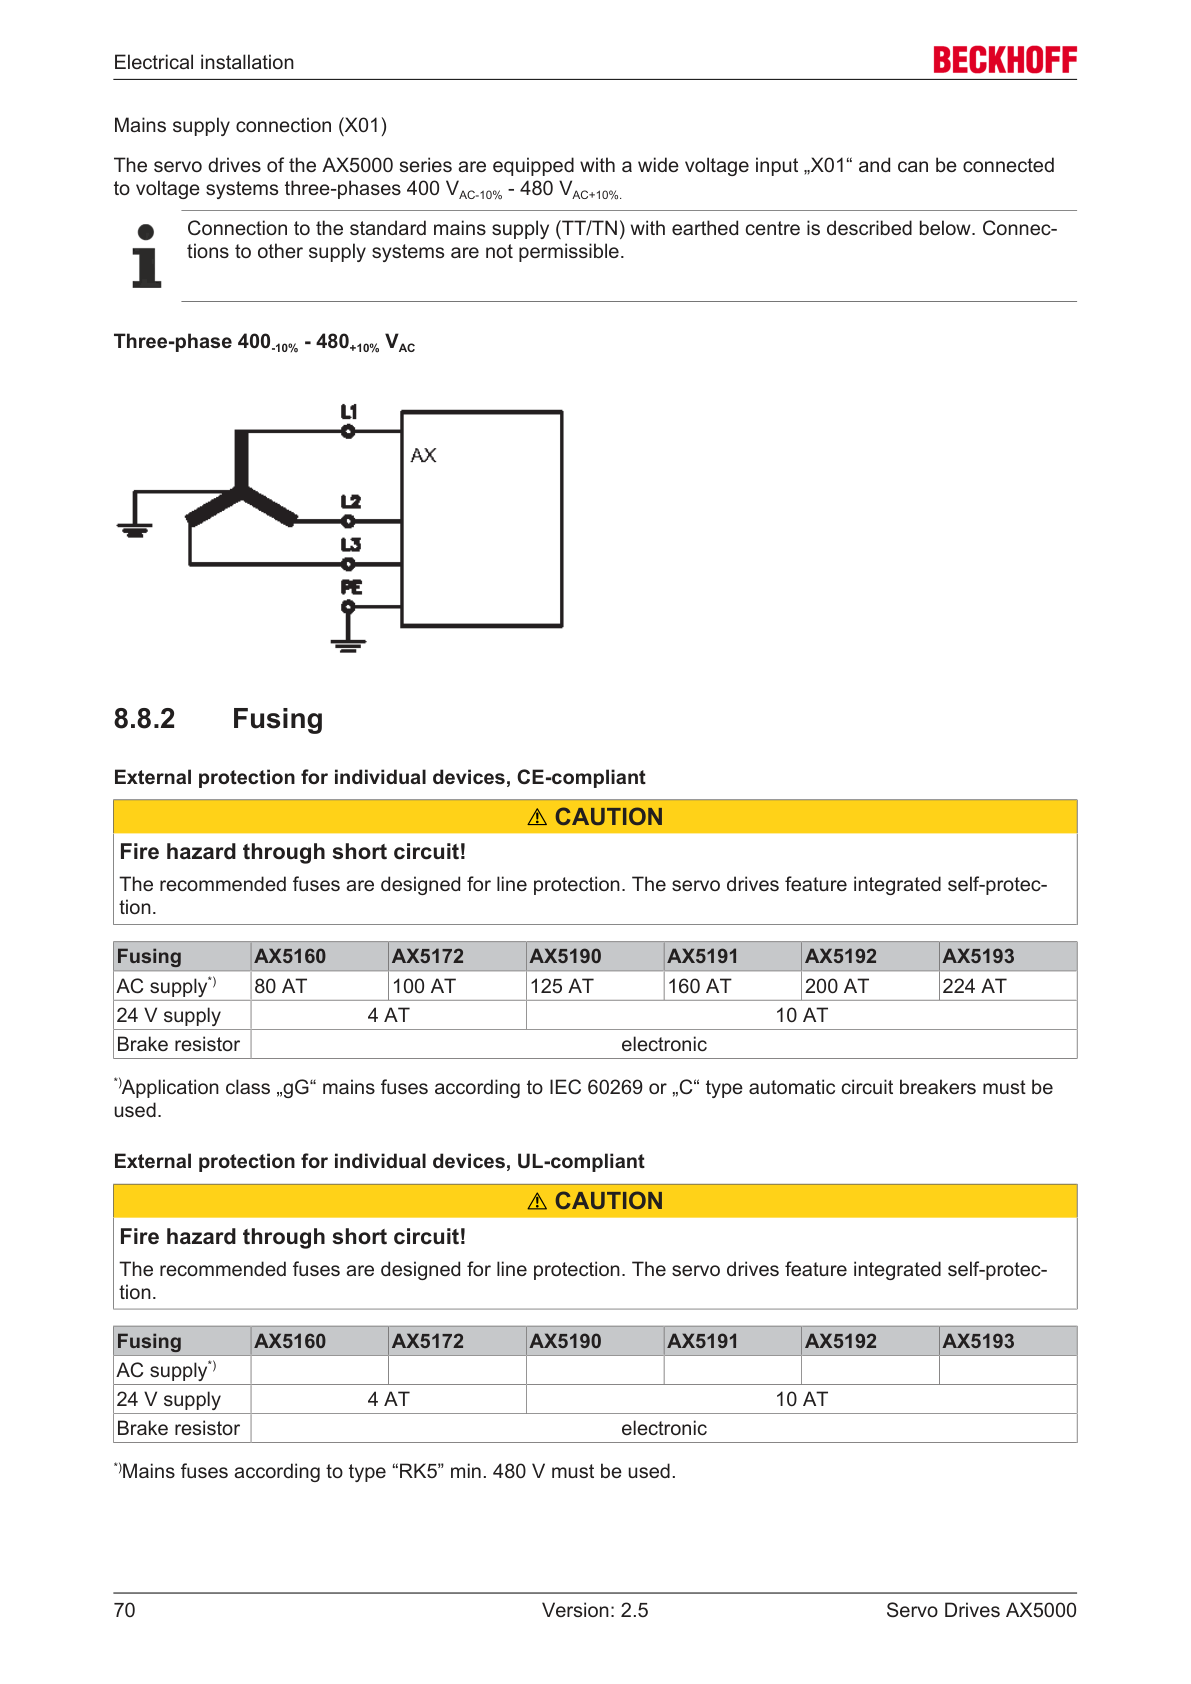 Electrical installation
BECKHOFF
Mains supply connection (X01)
The servo drives of the AX5000 series are equipped with a wide voltage input „X01“ and can be connected
to voltage systems three-phases 400 VAC-10% - 480 VAC+10%.
Connection to the standard mains supply (TT/TN) with earthed centre is described below. Connec-
tions to other supply systems are not permissible.
Three-phase 400-10% - 480+10% VAC
L1
AX
L2
L3
PE
8.8.2 Fusing
External protection for individual devices, CE-compliant
⚠ CAUTION
Fire hazard through short circuit!
The recommended fuses are designed for line protection. The servo drives feature integrated self-protec-
tion.
Fusing AX5160 AX5172 AX5190 AX5191 AX5192 AX5193
AC supply*) 80 AT 100 AT 125 AT 160 AT 200 AT 224 AT
24 V supply 4 AT 10 AT
Brake resistor electronic
*)Application class „gG“ mains fuses according to IEC 60269 or „C“ type automatic circuit breakers must be
used.
External protection for individual devices, UL-compliant
⚠ CAUTION
Fire hazard through short circuit!
The recommended fuses are designed for line protection. The servo drives feature integrated self-protec-
tion.
Fusing AX5160 AX5172 AX5190 AX5191 AX5192 AX5193
AC supply*)
24 V supply 4 AT 10 AT
Brake resistor electronic
*)Mains fuses according to type “RK5” min. 480 V must be used.
70 Version: 2.5 Servo Drives AX5000